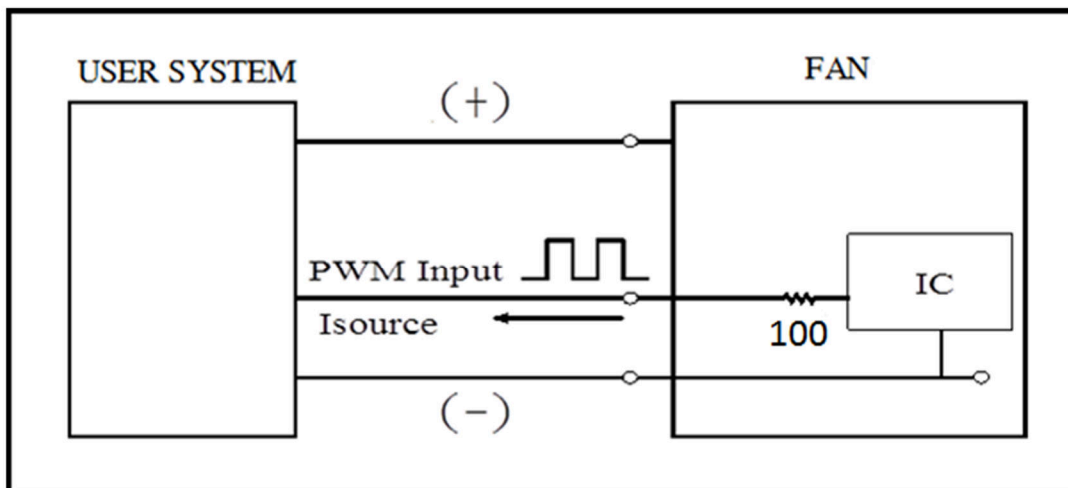 USER SYSTEM
FAN
(+)
PWM Input
IC
Isource
100
(-)